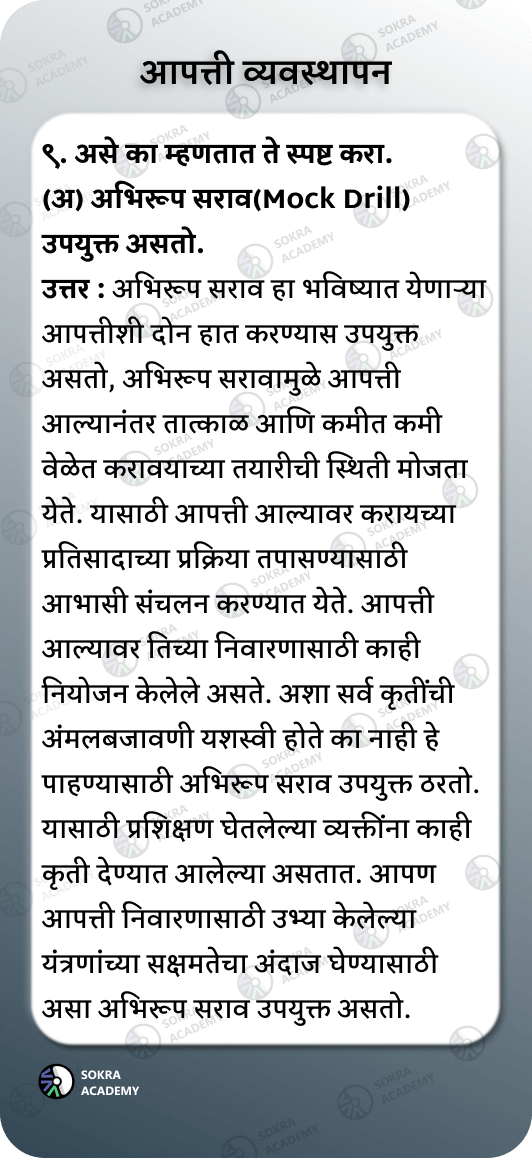 आपत्ती व्यवस्थापन
९. असे का म्हणतात ते स्पष्ट करा.
(अ) अभिरूप सराव(Mock Drill)
उपयुक्त असतो.
उत्तर : अभिरूप सराव हा भविष्यात येणाऱ्या
आपत्तीशी दोन हात करण्यास उपयुक्त
असतो, अभिरूप सरावामुळे आपत्ती
आल्यानंतर तात्काळ आणि कमीत कमी
वेळेत करावयाच्या तयारीची स्थिती मोजता
येते. यासाठी आपत्ती आल्यावर करायच्या
प्रतिसादाच्या प्रक्रिया तपासण्यासाठी
आभासी संचलन करण्यात येते. आपत्ती
आल्यावर तिच्या निवारणासाठी काही
नियोजन केलेले असते. अशा सर्व कृतींची
अंमलबजावणी यशस्वी होते का नाही हे
पाहण्यासाठी अभिरूप सराव उपयुक्त ठरतो.
यासाठी प्रशिक्षण घेतलेल्या व्यक्तींना काही
कृती देण्यात आलेल्या असतात. आपण
आपत्ती निवारणासाठी उभ्या केलेल्या
यंत्रणांच्या सक्षमतेचा अंदाज घेण्यासाठी
असा अभिरूप सराव उपयुक्त असतो.
SOKRA
ACADEMY